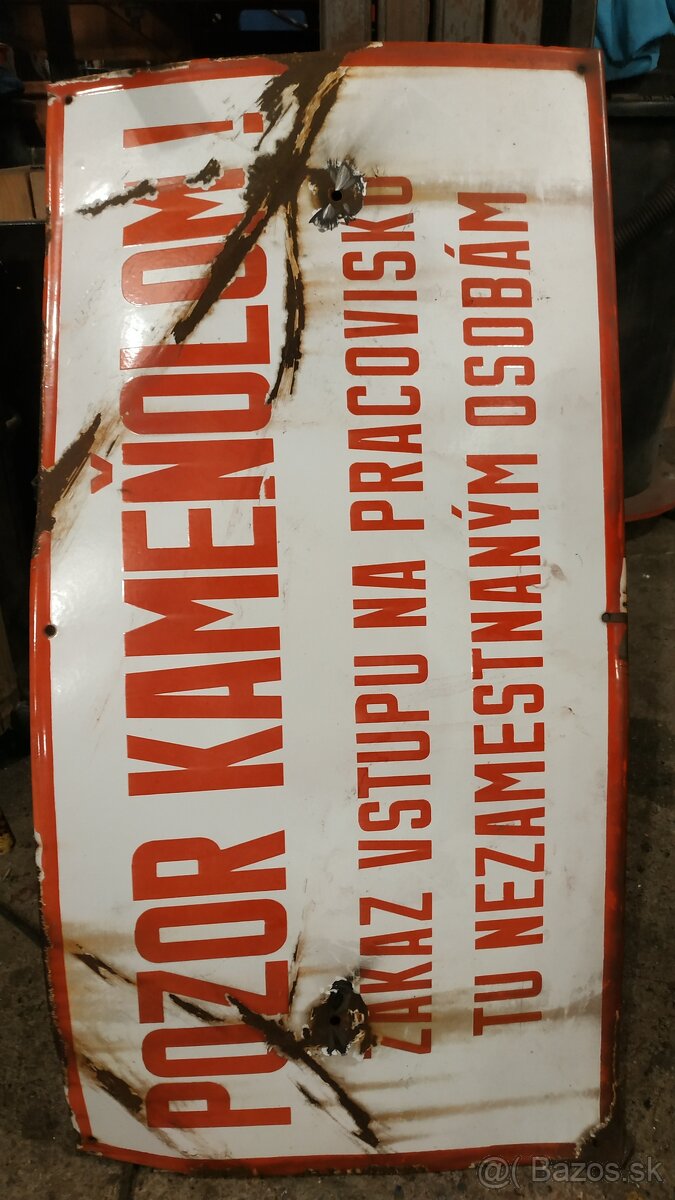 POZOR KAMEŇOLOM!
ZÁKAZ VSTUPU NA PRACOVISKO
TU NEZAMESTNANÝM OSOBÁM
@( Bazos.sk